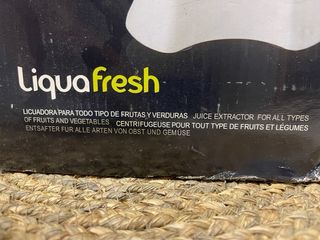 Liquafresh
LICUADORA PARA TODO TIPO DE FRUTAS Y VERDURAS JUICE EXTRACTOR FOR ALL TYPES
OF FRUITS AND VEGETABLES CENTRIFUGEUSE POUR TOUT TYPE DE FRUITS ET LÉGUMES
ENTSAFTER FUR ALLE ARTEN VON OBST UND GEMÜSE